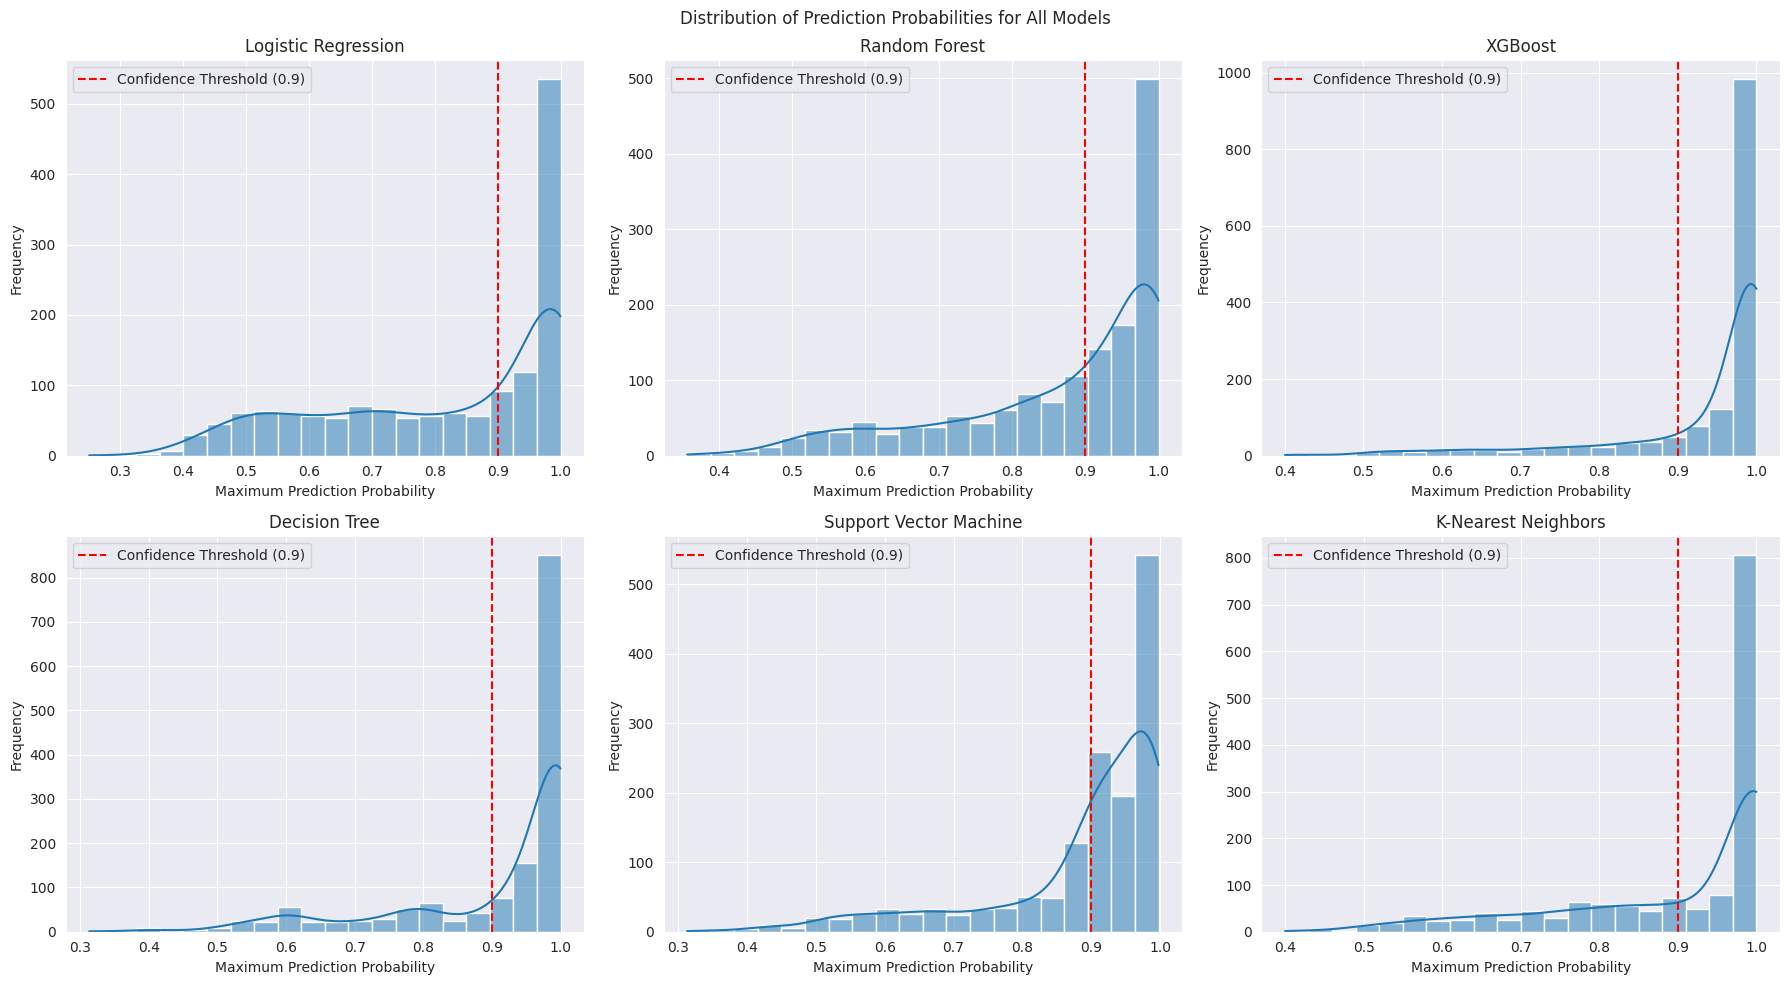 Distribution of Prediction Probabilities for All Models
Logistic Regression
Confidence Threshold (0.9)
500
400
300
200
100
0
Frequency
0.3 0.4 0.5 0.6 0.7 0.8 0.9 1.0
Maximum Prediction Probability
Random Forest
Confidence Threshold (0.9)
500
400
300
200
100
0
Frequency
0.4 0.5 0.6 0.7 0.8 0.9 1.0
Maximum Prediction Probability
XGBoost
Confidence Threshold (0.9)
1000
800
600
400
200
0
Frequency
0.4 0.5 0.6 0.7 0.8 0.9 1.0
Maximum Prediction Probability
Decision Tree
Confidence Threshold (0.9)
800
700
600
500
400
300
200
100
0
Frequency
0.3 0.4 0.5 0.6 0.7 0.8 0.9 1.0
Maximum Prediction Probability
Support Vector Machine
Confidence Threshold (0.9)
500
400
300
200
100
0
Frequency
0.3 0.4 0.5 0.6 0.7 0.8 0.9 1.0
Maximum Prediction Probability
K-Nearest Neighbors
Confidence Threshold (0.9)
800
700
600
500
400
300
200
100
0
Frequency
0.4 0.5 0.6 0.7 0.8 0.9 1.0
Maximum Prediction Probability